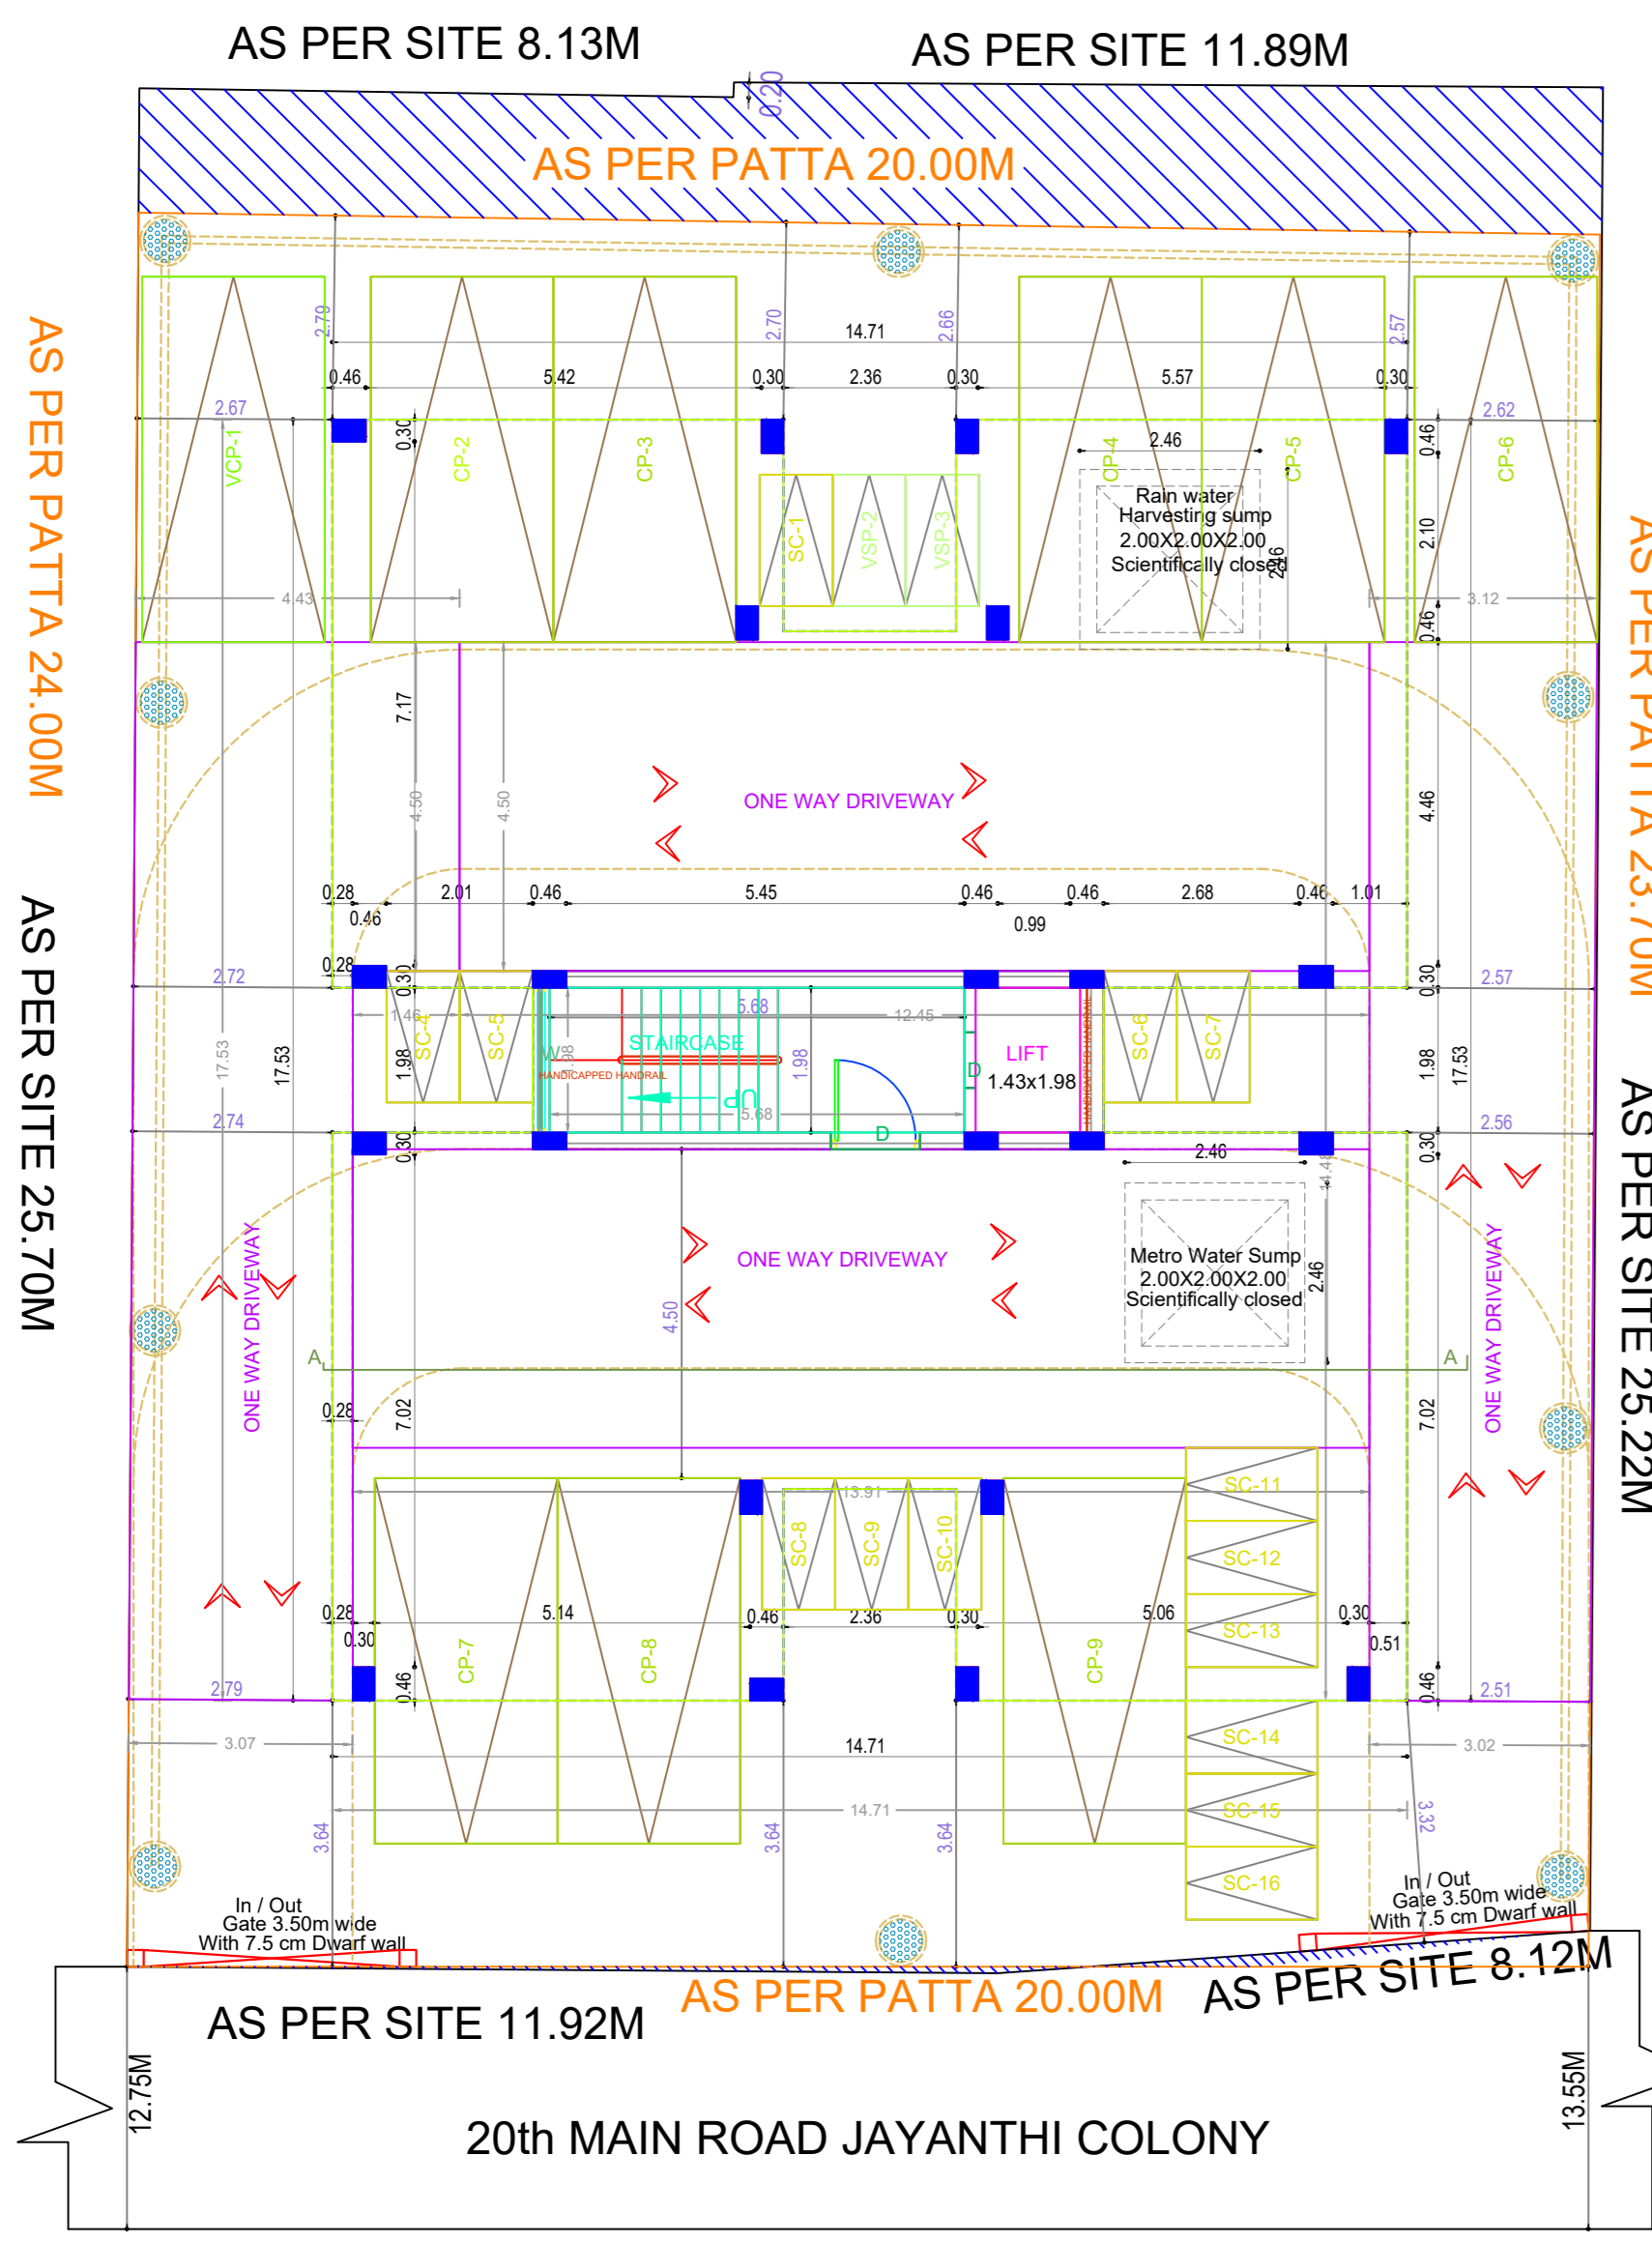 AS PER SITE 8.13M
AS PER SITE 11.89M
0.20
AS PER PATTA 20.00M
AS PER PATTA 24.00M
AS PER SITE 25.70M
AS PER PATTA 23.70M
AS PER SITE 25.22M
2.79
2.70
2.66
2.57
14.71
0.46
5.42
0.30
2.36
0.30
5.57
0.30
2.67
2.62
0.30
0.46
VCP-1
CP-2
CP-3
CP-4
CP-5
CP-6
2.46
SC-1
VSP-2
VSP-3
Rain water
Harvesting sump
2.00X2.00X2.00
Scientifically closed
2.46
2.10
4.43
3.12
0.46
7.17
4.50
4.50
ONE WAY DRIVEWAY
4.46
0.28
2.01
0.46
5.45
0.46
0.46
2.68
0.46
1.01
0.46
0.99
0.28
0.30
0.30
2.72
2.57
5.68
1.46
12.45
SC-4
SC-5
SC-6
SC-7
STAIRCASE
W
1.98
HANDICAPPED HANDRAIL
UP
5.68
1.98
D
D
LIFT
1.43x1.98
HANDICAPPED HANDRAIL
17.53
17.53
1.98
1.98
17.53
2.74
2.56
0.30
0.30
2.46
14.48
ONE WAY DRIVEWAY
Metro Water Sump
2.00X2.00X2.00
Scientifically closed
2.46
4.50
ONE WAY DRIVEWAY
ONE WAY DRIVEWAY
A
A
0.28
7.02
7.02
13.91
SC-8
SC-9
SC-10
SC-11
SC-12
SC-13
0.28
5.14
0.46
2.36
0.30
5.06
0.30
0.30
0.51
CP-7
CP-8
CP-9
0.46
0.46
2.79
2.51
3.07
14.71
SC-14
3.02
14.71
SC-15
3.64
3.64
3.64
3.32
SC-16
In / Out
Gate 3.50m wide
With 7.5 cm Dwarf wall
In / Out
Gate 3.50m wide
With 7.5 cm Dwarf wall
AS PER SITE 11.92M
AS PER PATTA 20.00M
AS PER SITE 8.12M
12.75M
13.55M
20th MAIN ROAD JAYANTHI COLONY